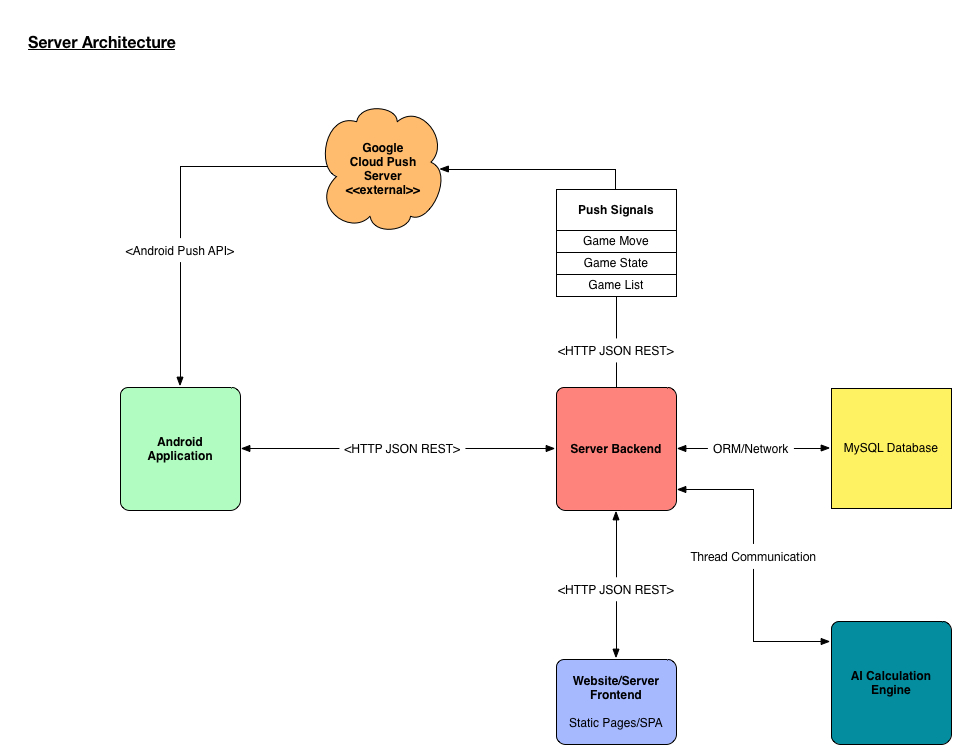 Server Architecture
Google
Cloud Push
Server
<<external>>
Push Signals
Game Move
Game State
Game List
<Android Push API>
<HTTP JSON REST>
Android
Application
<HTTP JSON REST>
Server Backend
ORM/Network
MySQL Database
Thread Communication
<HTTP JSON REST>
Website/Server
Frontend
Static Pages/SPA
AI Calculation
Engine